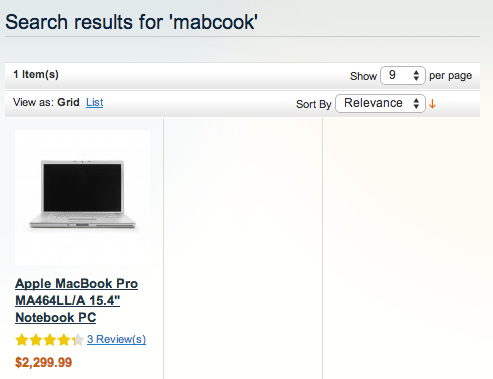 Search results for 'mabcook'
1 Item(s)
Show 9 per page
View as: Grid List
Sort By Relevance
Apple MacBook Pro
MA464LL/A 15.4"
Notebook PC
3 Review(s)
$2,299.99